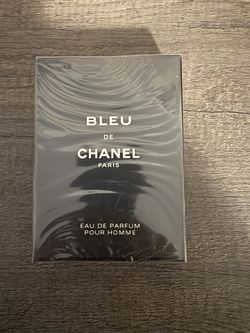 BLEU
DE
CHANEL
PARIS
EAU DE PARFUM
POUR HOMME